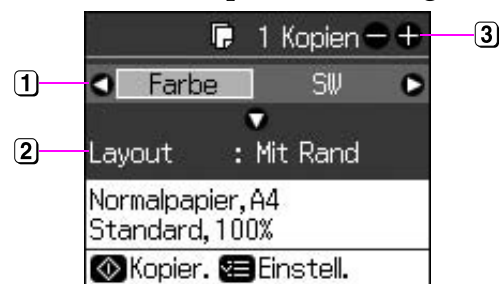 1 Kopien
3
1
Farbe SW
2
Layout : Mit Rand
Normalpapier, A4
Standard, 100%
Kopier. Einstell.